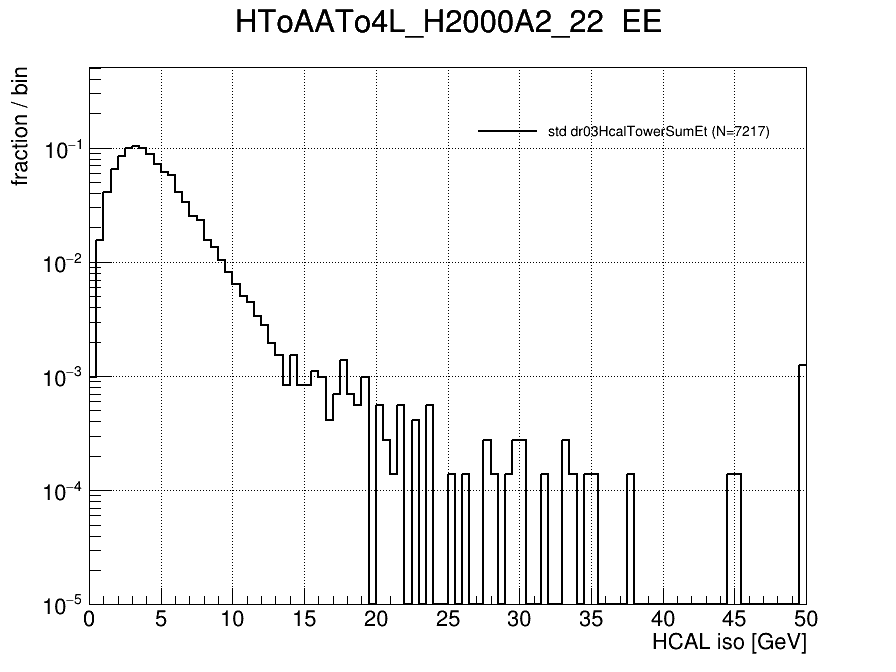 HToAATo4L_H2000A2_22 EE
fraction / bin
std dr03HcalTowerSumEt (N=7217)
10⁻¹
10⁻²
10⁻³
10⁻⁴
10⁻⁵
0 5 10 15 20 25 30 35 40 45 50
HCAL iso [GeV]